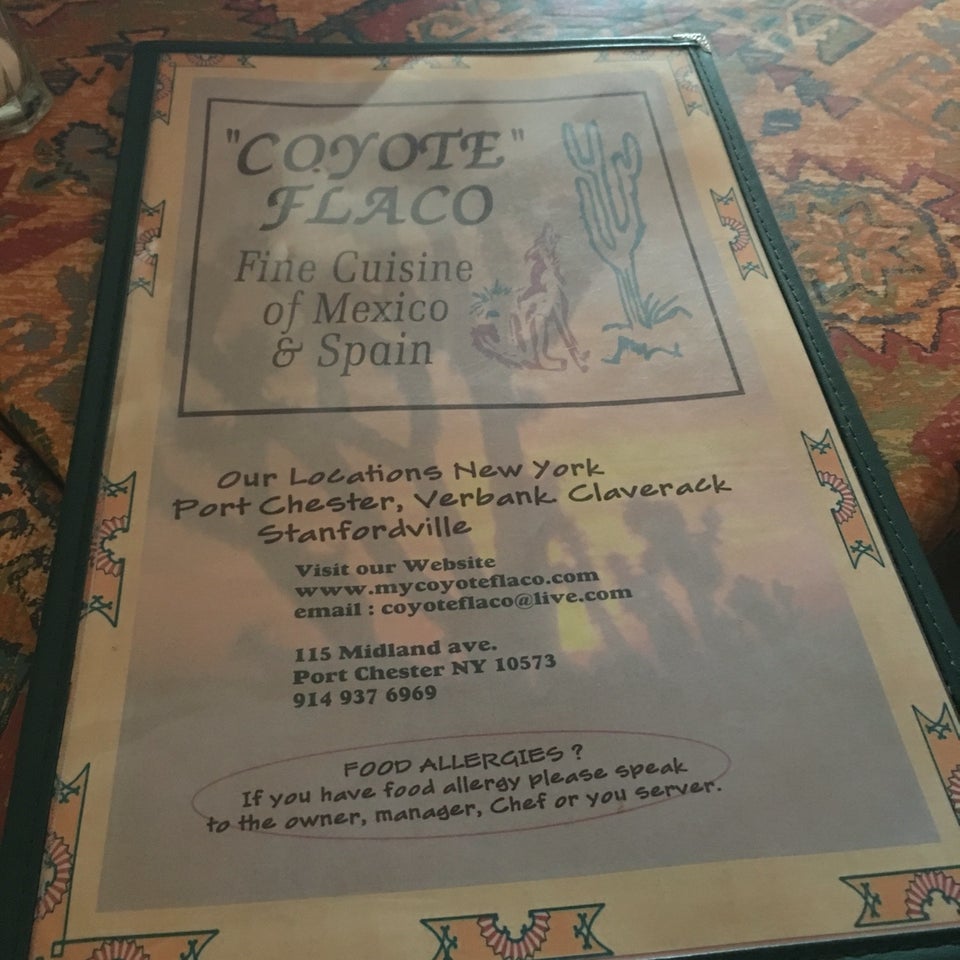 "COYOTE"
FLACO
Fine Cuisine
of Mexico
& Spain
Our Locations New York
Port Chester, Verbank. Claverack
Stanfordville
Visit our Website
www.mycoyoteflaco.com
email : coyoteflaco@live.com
115 Midland ave.
Port Chester NY 10573
914 937 6969
FOOD ALLERGIES ?
If you have food allergy please speak
to the owner, manager, Chef or you server.